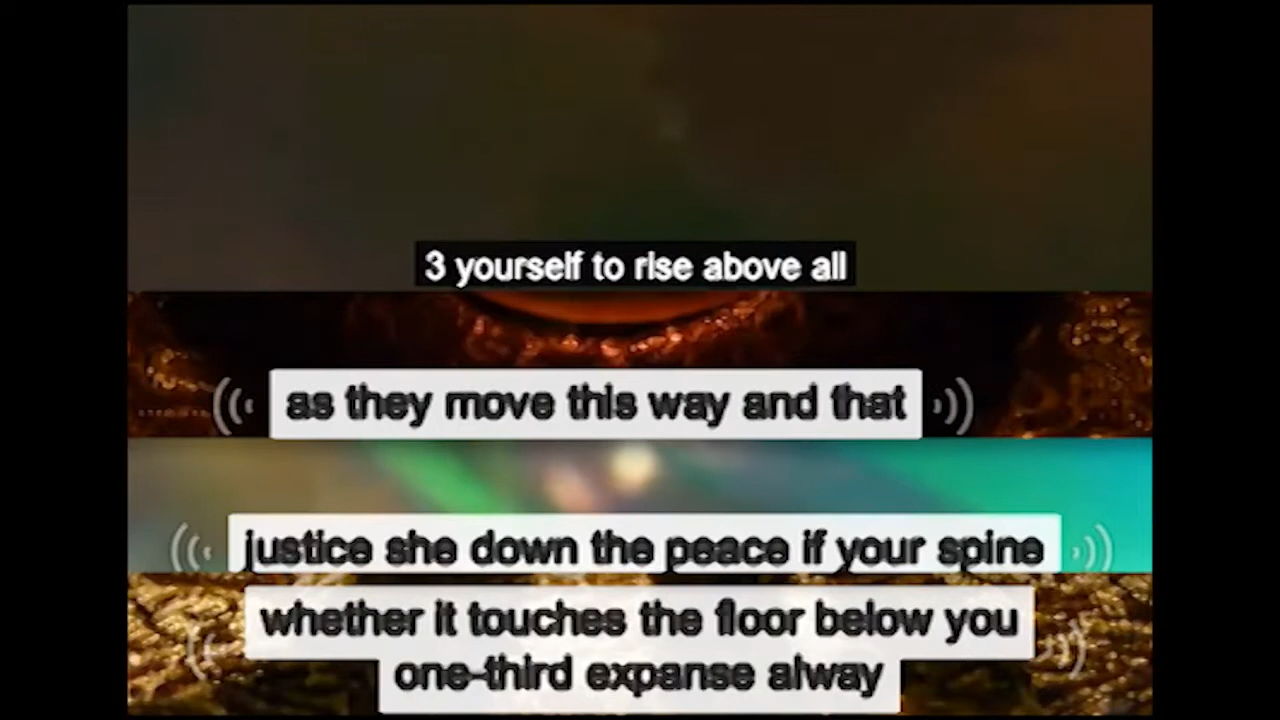 3 yourself to rise above all
as they move this way and that
justice she down the peace if your spine
whether it touches the floor below you
one-third expanse alway